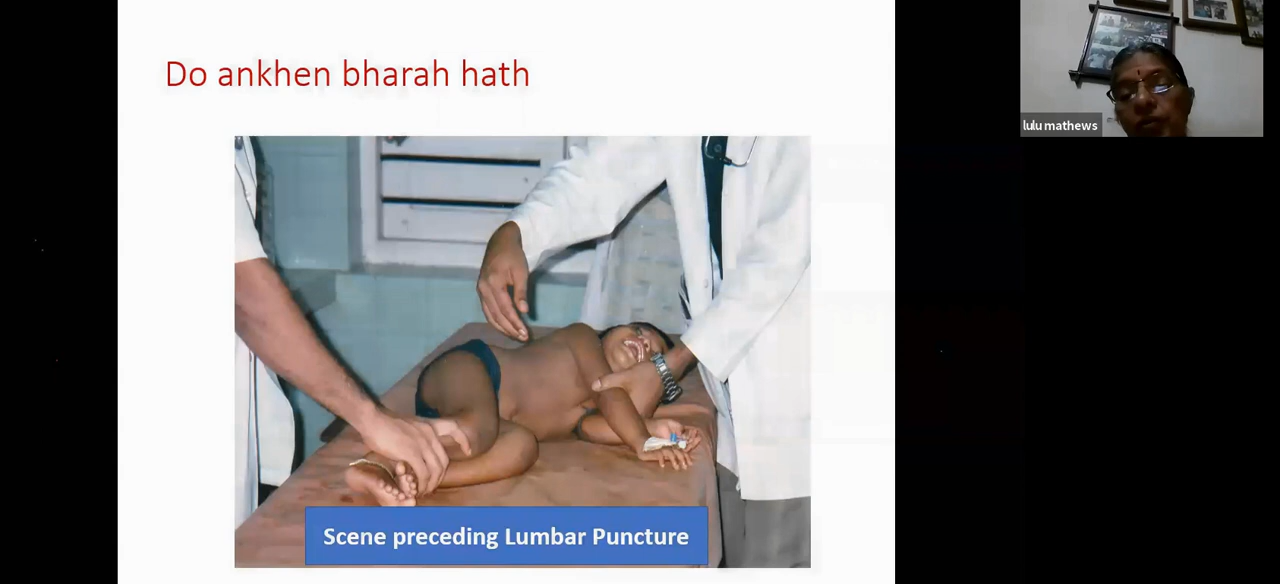 Do ankhen bharah hath
lulu mathews
Scene preceding Lumbar Puncture